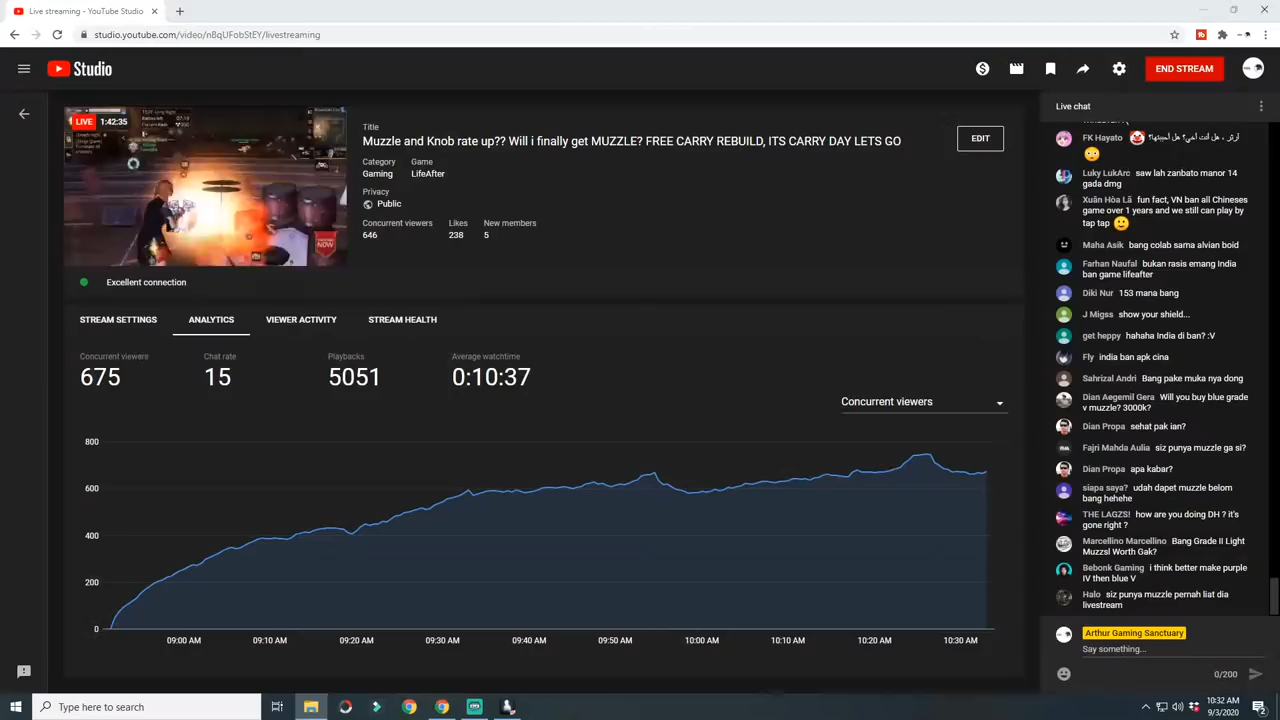 Live streaming - YouTube Studio
studio.youtube.com/video/nBqUFobStEY/livestreaming
Studio
END STREAM
LIVE 1:42:35
Title
Muzzle and Knob rate up?? Will i finally get MUZZLE? FREE CARRY REBUILD, ITS CARRY DAY LETS GO
EDIT
Category Game
Gaming LifeAfter
Privacy
Public
Concurrent viewers Likes New members
646 238 5
Excellent connection
STREAM SETTINGS ANALYTICS VIEWER ACTIVITY STREAM HEALTH
Concurrent viewers Chat rate Playbacks Average watchtime
675 15 5051 0:10:37
Concurrent viewers
800
600
400
200
0
09:00 AM 09:10 AM 09:20 AM 09:30 AM 09:40 AM 09:50 AM 10:00 AM 10:10 AM 10:20 AM 10:30 AM
Live chat
FK Hayato
Luky LukArc saw lah zanbato manor 14
gada dmg
Xuân Hòa Lã fun fact, VN ban all Chineses
game over 1 years and we still can play by
tap tap
Maha Asik bang colab sama alvian boid
Farhan Naufal bukan rasis emang India
ban game lifeafter
Diki Nur 153 mana bang
J Migss show your shield...
get heppy hahaha India di ban? :V
Fly india ban apk cina
Sahrizal Andri Bang pake muka nya dong
Dian Aegemil Gera Will you buy blue grade
v muzzle? 3000k?
Dian Propa sehat pak ian?
Fajri Mahda Aulia siz punya muzzle ga si?
Dian Propa apa kabar?
siapa saya? udah dapet muzzle belom
bang hehehe
THE LAGZS! how are you doing DH ? it's
gone right ?
Marcellino Marcellino Bang Grade II Light
Muzzsl Worth Gak?
Bebonk Gaming i think better make purple
IV then blue V
Halo siz punya muzzle pernah liat dia
livestream
Arthur Gaming Sanctuary
Say something...
0/200
Type here to search
10:32 AM
9/3/2020
2